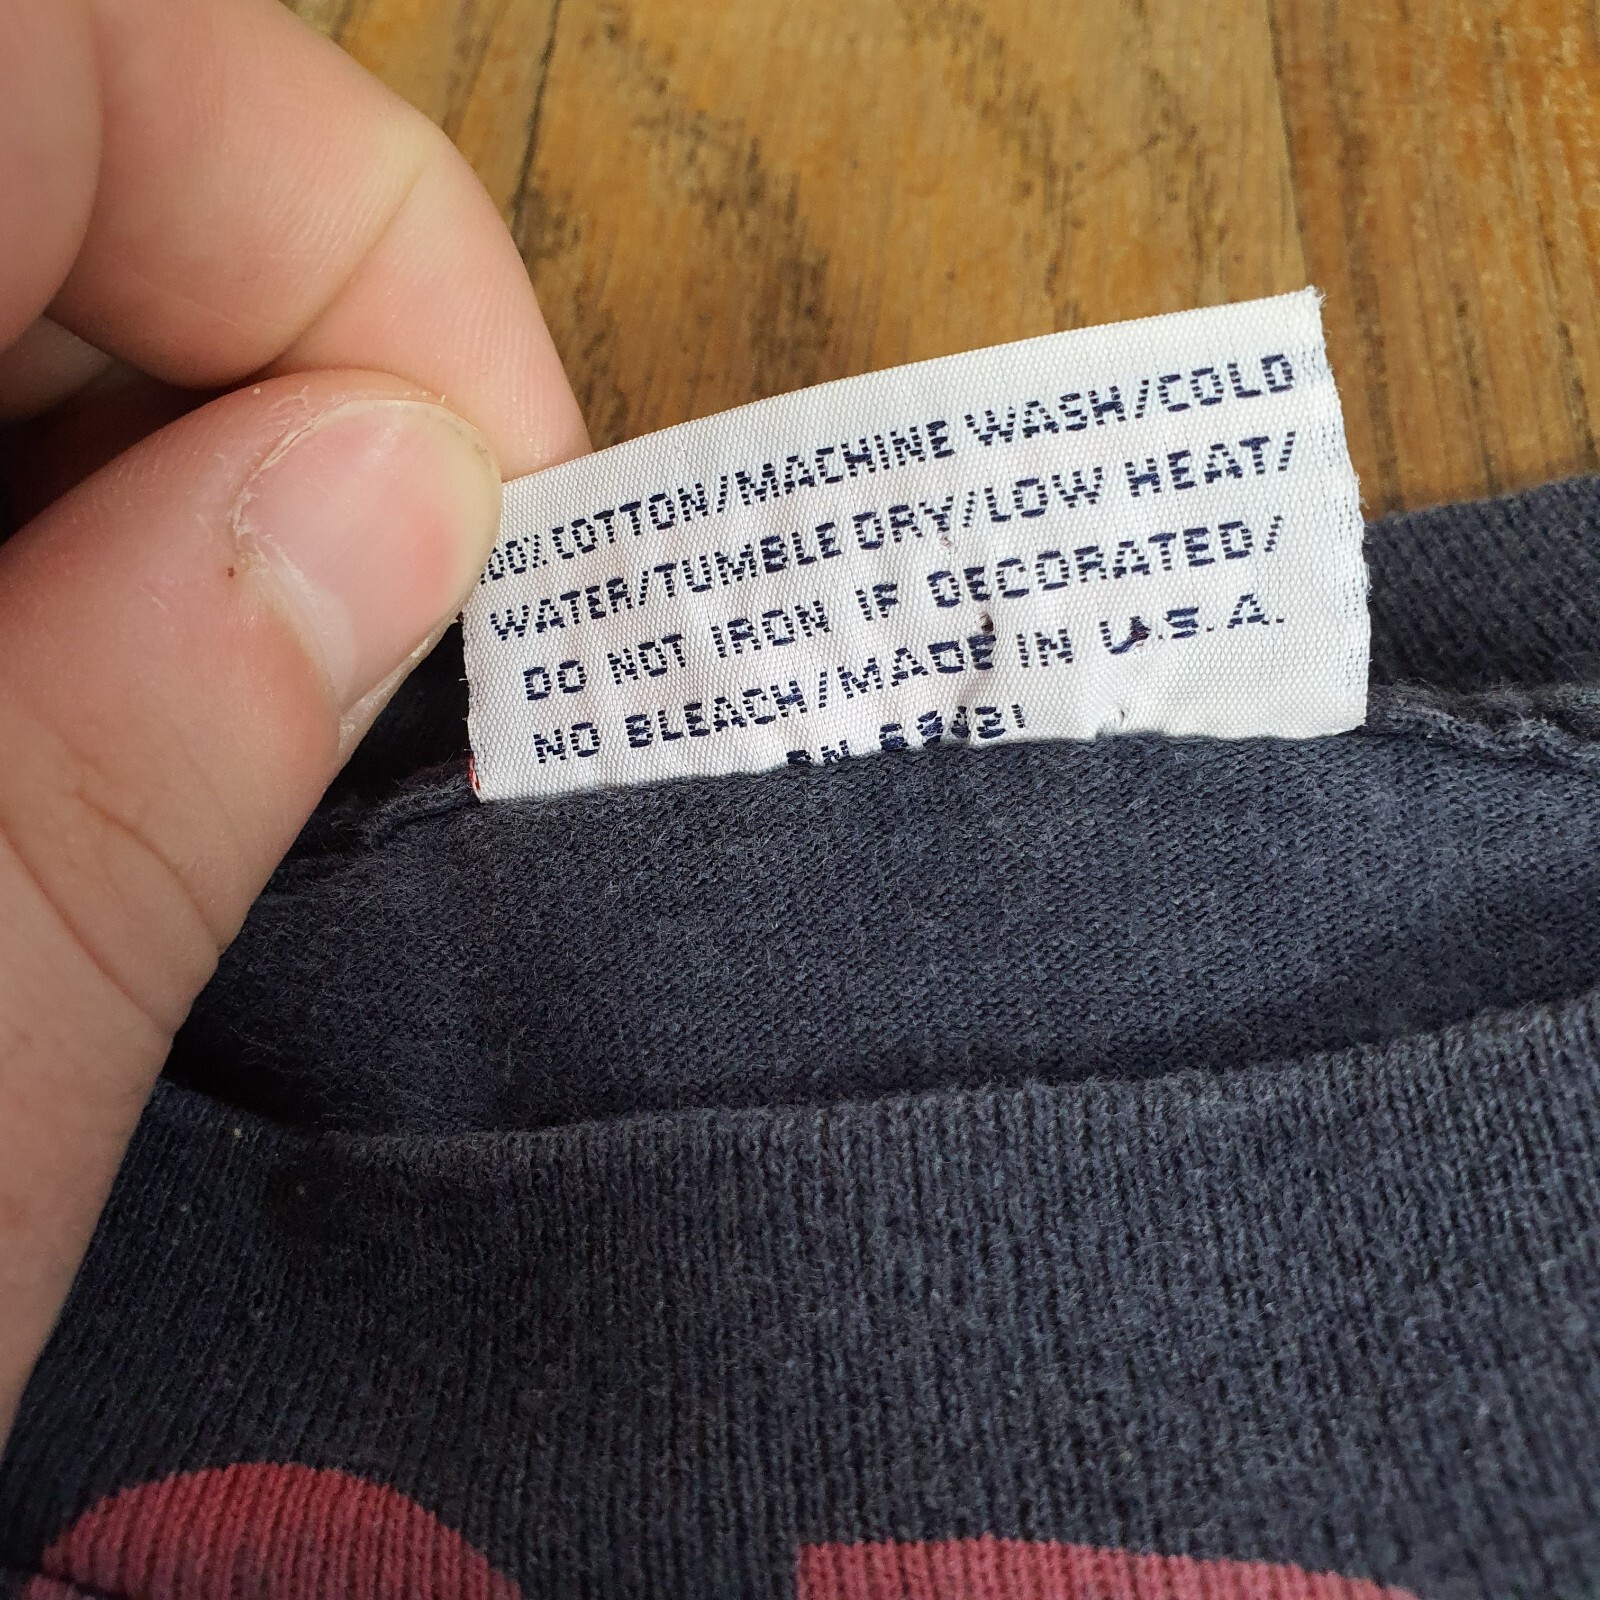 100% COTTON/MACHINE WASH/COLD
WATER/TUMBLE DRY/LOW HEAT/
DO NOT IRON IF DECORATED/
NO BLEACH/MADE IN U.S.A.
RN